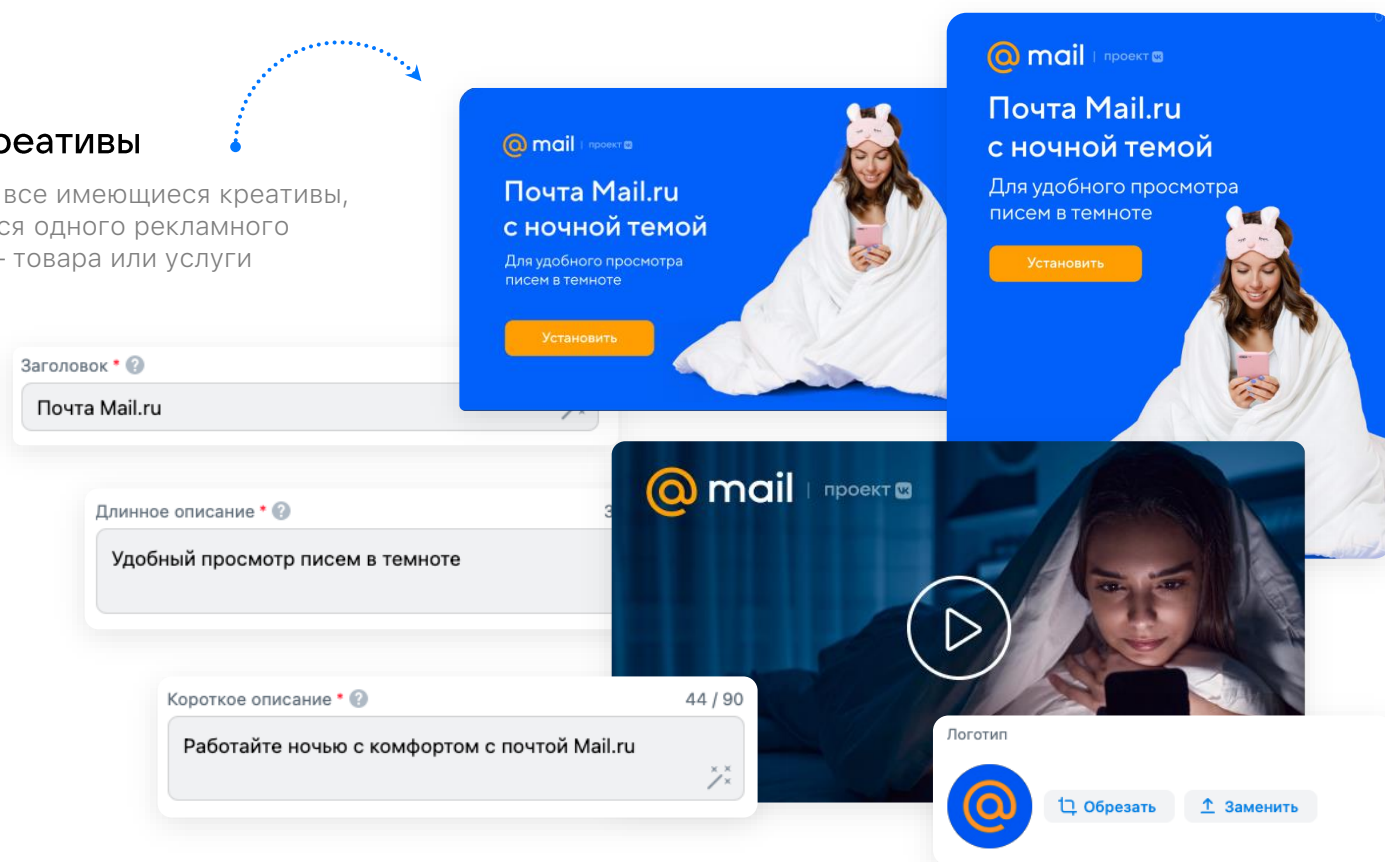 реативы
все имеющиеся креативы,
ся одного рекламного
- товара или услуги
@ mail | проект
Почта Mail.ru
с ночной темой
Для удобного просмотра
писем в темноте
Установить
@ mail | проект
Почта Mail.ru
с ночной темой
Для удобного просмотра
писем в темноте
Установить
Заголовок * ?
Почта Mail.ru
Длинное описание * ?
3
Удобный просмотр писем в темноте
@ mail | проект
Короткое описание * ? 44 / 90
Работайте ночью с комфортом с почтой Mail.ru
Логотип
@
Обрезать
Заменить